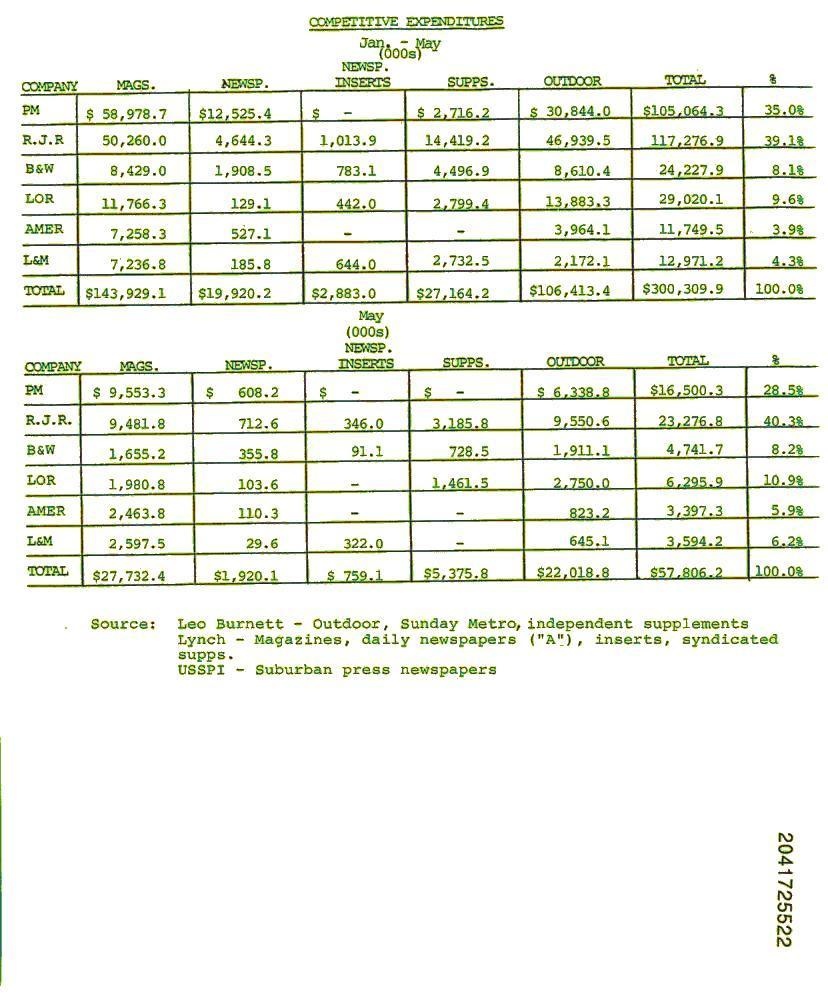 COMPETITIVE EXPENDITURES
Jan. - May
(000s)
NEWSP.
COMPANY MAGS. NEWSP. INSERTS SUPPS. OUTDOOR TOTAL %
PM $ 58,978.7 $12,525.4 $ - $ 2,716.2 $ 30,844.0 $105,064.3 35.0%
R.J.R 50,260.0 4,644.3 1,013.9 14,419.2 46,939.5 117,276.9 39.1%
B&W 8,429.0 1,908.5 783.1 4,496.9 8,610.4 24,227.9 8.1%
LOR 11,766.3 129.1 442.0 2,799.4 13,883.3 29,020.1 9.6%
AMER 7,258.3 527.1 - - 3,964.1 11,749.5 3.9%
L&M 7,236.8 185.8 644.0 2,732.5 2,172.1 12,971.2 4.3%
TOTAL $143,929.1 $19,920.2 $2,883.0 $27,164.2 $106,413.4 $300,309.9 100.0%
May
(000s)
NEWSP.
COMPANY MAGS. NEWSP. INSERTS SUPPS. OUTDOOR TOTAL %
PM $ 9,553.3 $ 608.2 $ - $ - $ 6,338.8 $16,500.3 28.5%
R.J.R. 9,481.8 712.6 346.0 3,185.8 9,550.6 23,276.8 40.3%
B&W 1,655.2 355.8 91.1 728.5 1,911.1 4,741.7 8.2%
LOR 1,980.8 103.6 - 1,461.5 2,750.0 6,295.9 10.9%
AMER 2,463.8 110.3 - - 823.2 3,397.3 5.9%
L&M 2,597.5 29.6 322.0 - 645.1 3,594.2 6.2%
TOTAL $27,732.4 $1,920.1 $ 759.1 $5,375.8 $22,018.8 $57,806.2 100.0%
Source: Leo Burnett - Outdoor, Sunday Metro, independent supplements
Lynch - Magazines, daily newspapers ("A"), inserts, syndicated
supps.
USSPI - Suburban press newspapers
2041725522